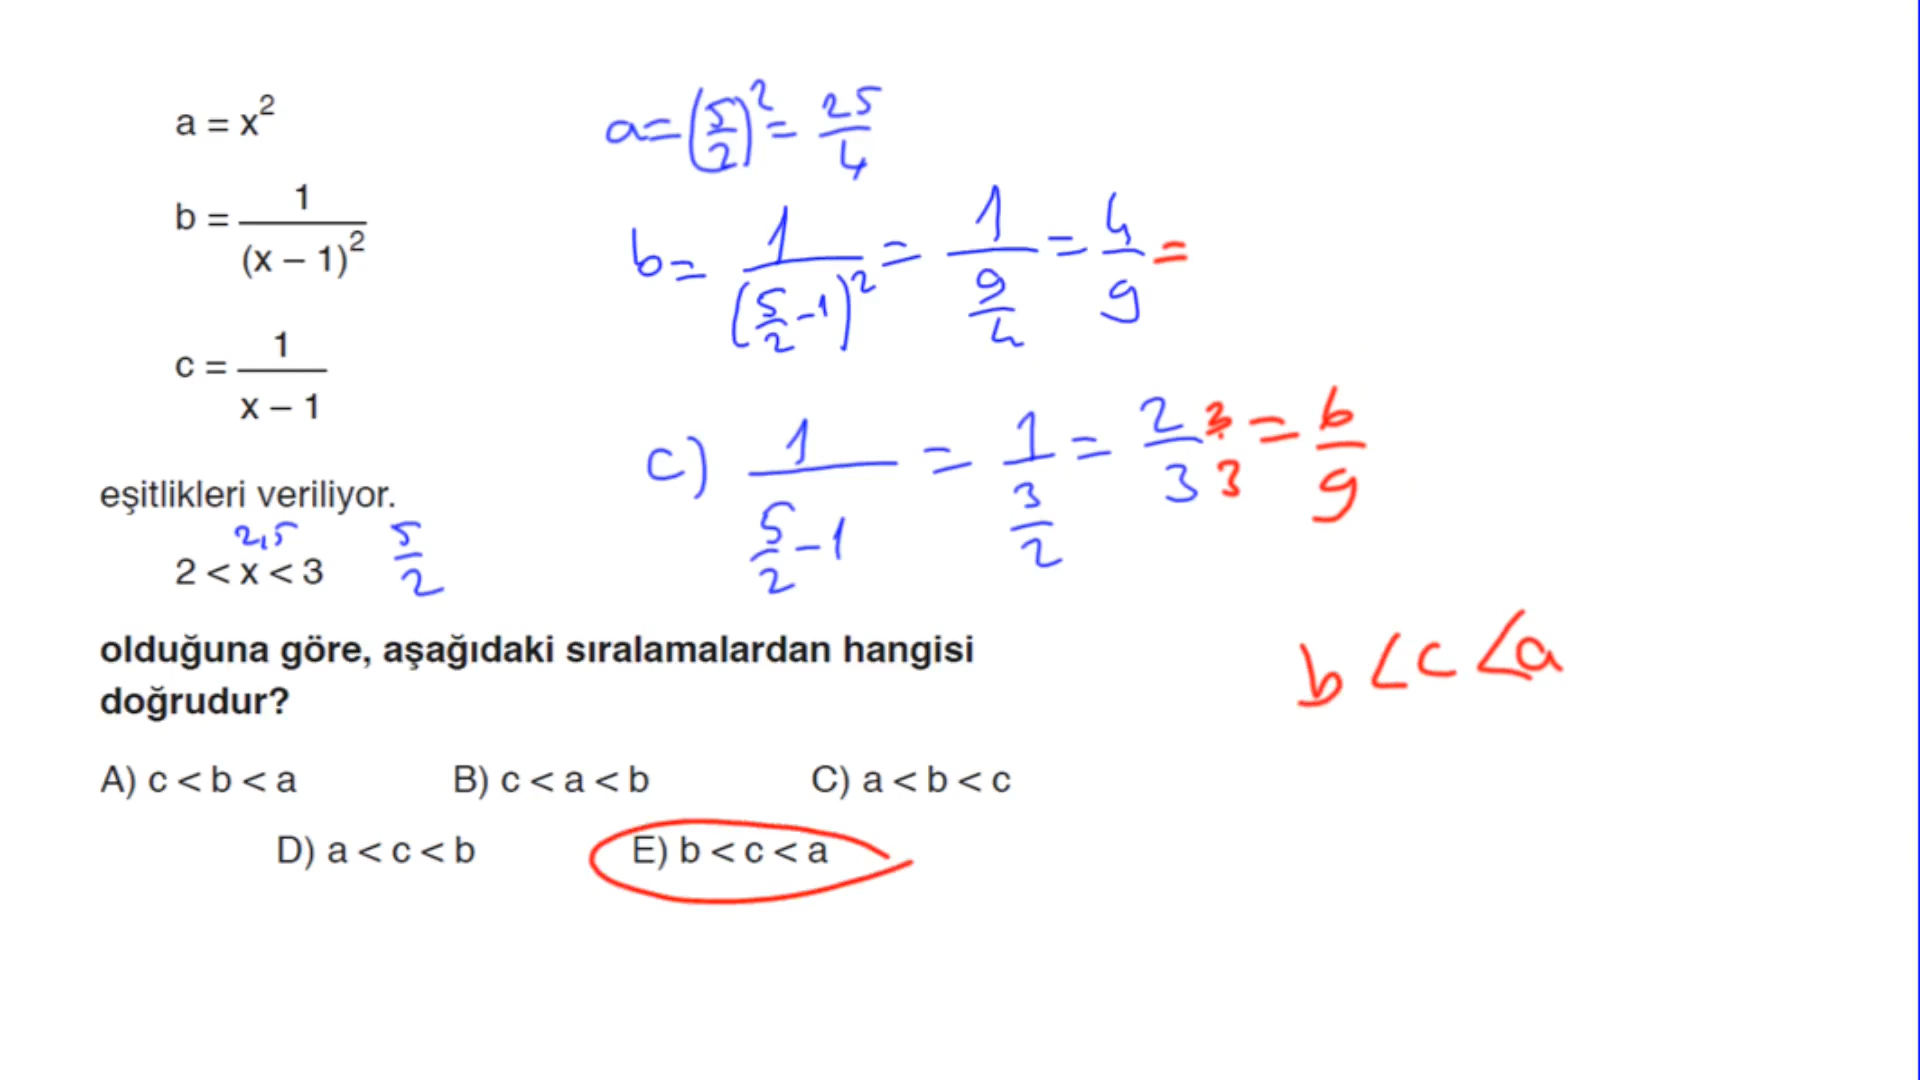 a = x²
b = 1/(x – 1)²
c = 1/(x – 1)
eşitlikleri veriliyor.
2,5
2 < x < 3
5/2
olduğuna göre, aşağıdaki sıralamalardan hangisi
doğrudur?
A) c < b < a B) c < a < b C) a < b < c
D) a < c < b E) b < c < a
a = (5/2)² = 25/4
b = 1/(5/2 - 1)² = 1/(9/4) = 4/9 =
c) 1/(5/2 - 1) = 1/(3/2) = 2/3 3/3 = 6/9
b < c < a